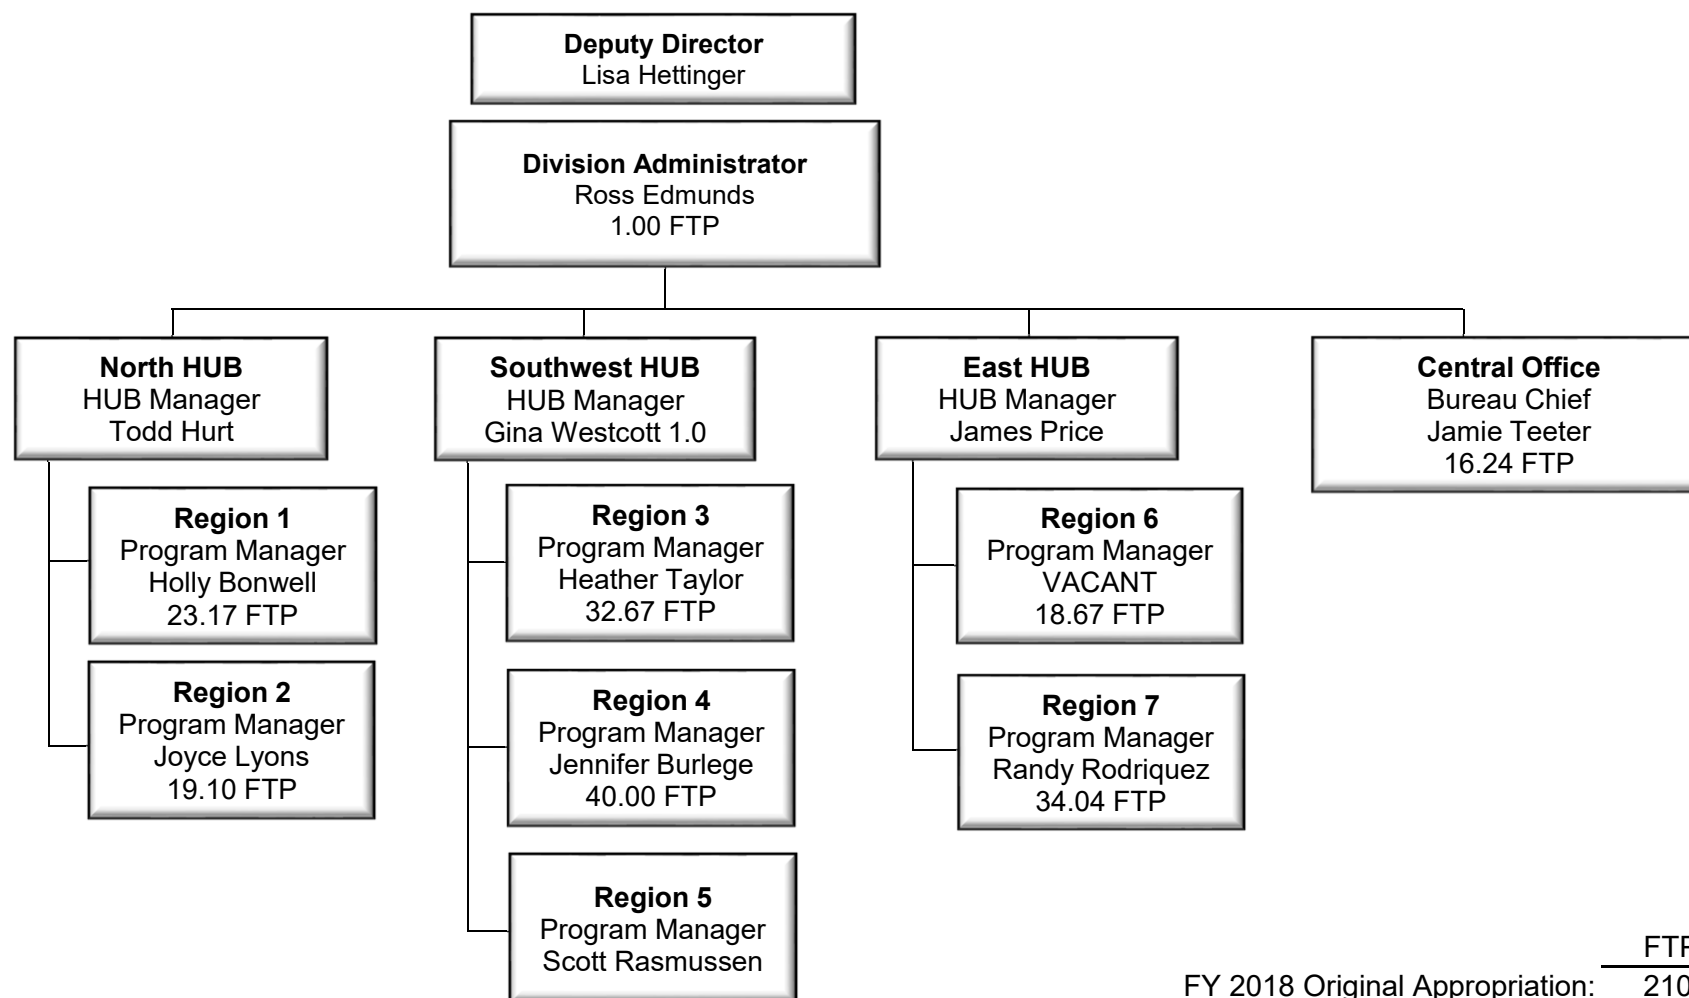 Deputy Director
Lisa Hettinger
Division Administrator
Ross Edmunds
1.00 FTP
North HUB
HUB Manager
Todd Hurt
Southwest HUB
HUB Manager
Gina Westcott 1.0
East HUB
HUB Manager
James Price
Central Office
Bureau Chief
Jamie Teeter
16.24 FTP
Region 1
Program Manager
Holly Bonwell
23.17 FTP
Region 2
Program Manager
Joyce Lyons
19.10 FTP
Region 3
Program Manager
Heather Taylor
32.67 FTP
Region 4
Program Manager
Jennifer Burlege
40.00 FTP
Region 5
Program Manager
Scott Rasmussen
Region 6
Program Manager
VACANT
18.67 FTP
Region 7
Program Manager
Randy Rodriquez
34.04 FTP
FTP
FY 2018 Original Appropriation: 210